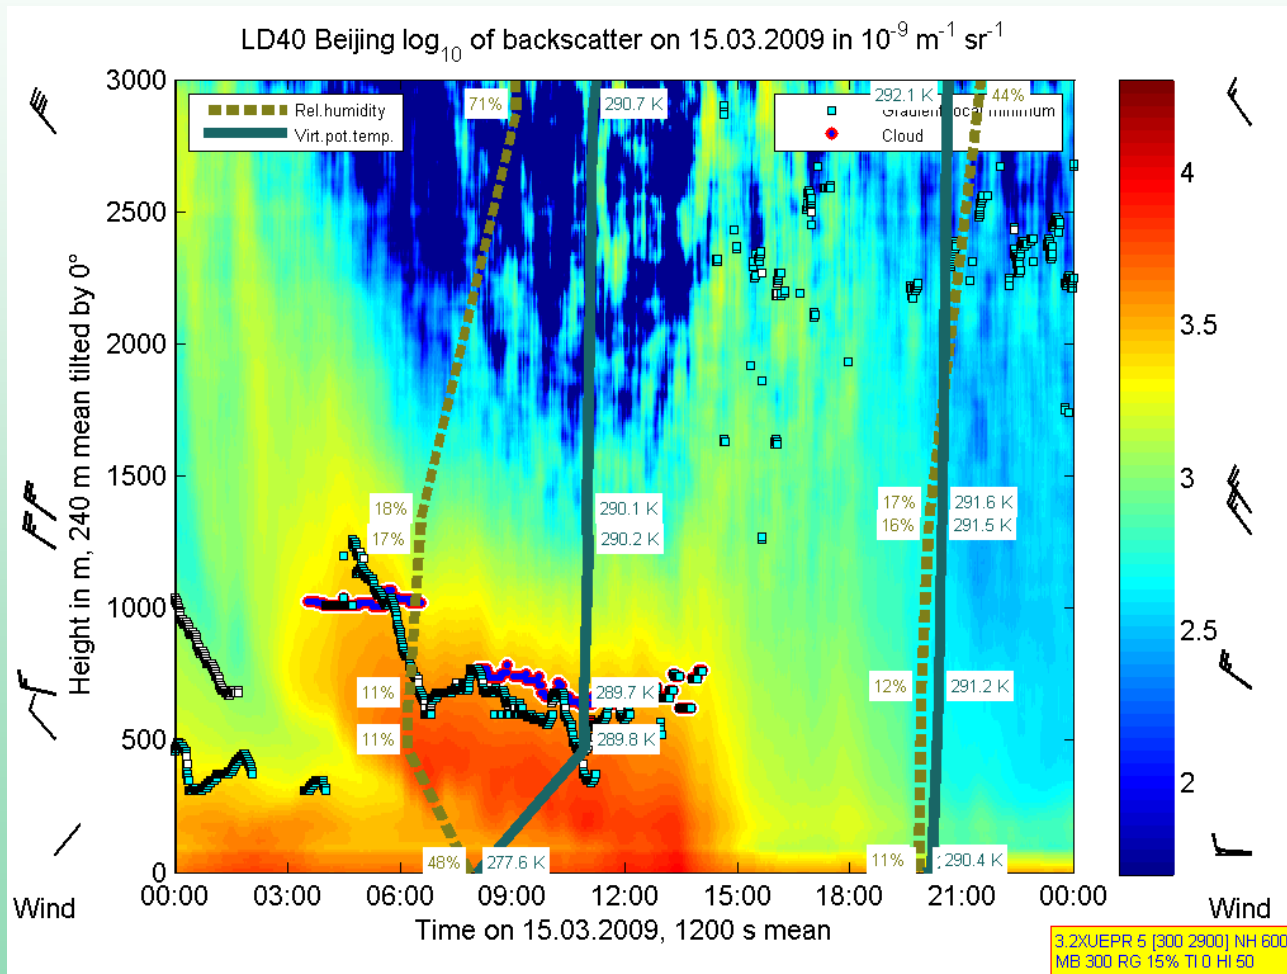 LD40 Beijing log10 of backscatter on 15.03.2009 in 10-9 m-1 sr-1
Height in m, 240 m mean tilted by 0°
3000
2500
2000
1500
1000
500
0
Rel.humidity
Virt.pot.temp.
Cloud
71%
290.7 K
292.1 K
44%
18%
17%
290.1 K
290.2 K
17%
16%
291.6 K
291.5 K
11%
289.7 K
12%
291.2 K
11%
289.8 K
48%
277.6 K
11%
290.4 K
4
3.5
3
2.5
2
00:00 03:00 06:00 09:00 12:00 15:00 18:00 21:00 00:00
Time on 15.03.2009, 1200 s mean
Wind
Wind
3.2XUEPR 5 [300 2900] NH 600
MB 300 RG 15% TI 0 HI 50